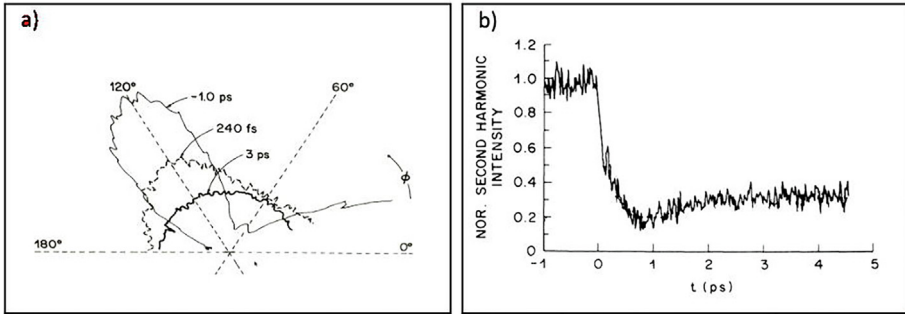 a)
120°
-1.0 ps
60°
240 fs
3 ps
ϕ
180°
0°
b)
NOR. SECOND HARMONIC
INTENSITY
1.2
1.0
0.8
0.6
0.4
0.2
0
-1
0
1
2
3
4
5
t (ps)